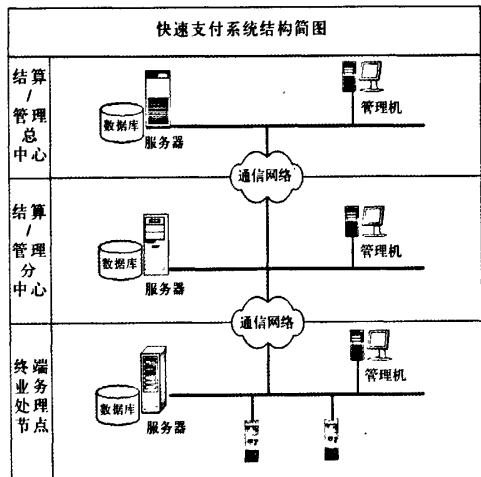 快速支付系统结构简图
结算
/
管理
总
中心
数据库
服务器
管理机
通信网络
结算
/
管理
分
中心
数据库
服务器
管理机
通信网络
终端
业务
处理
节点
数据库
服务器
管理机